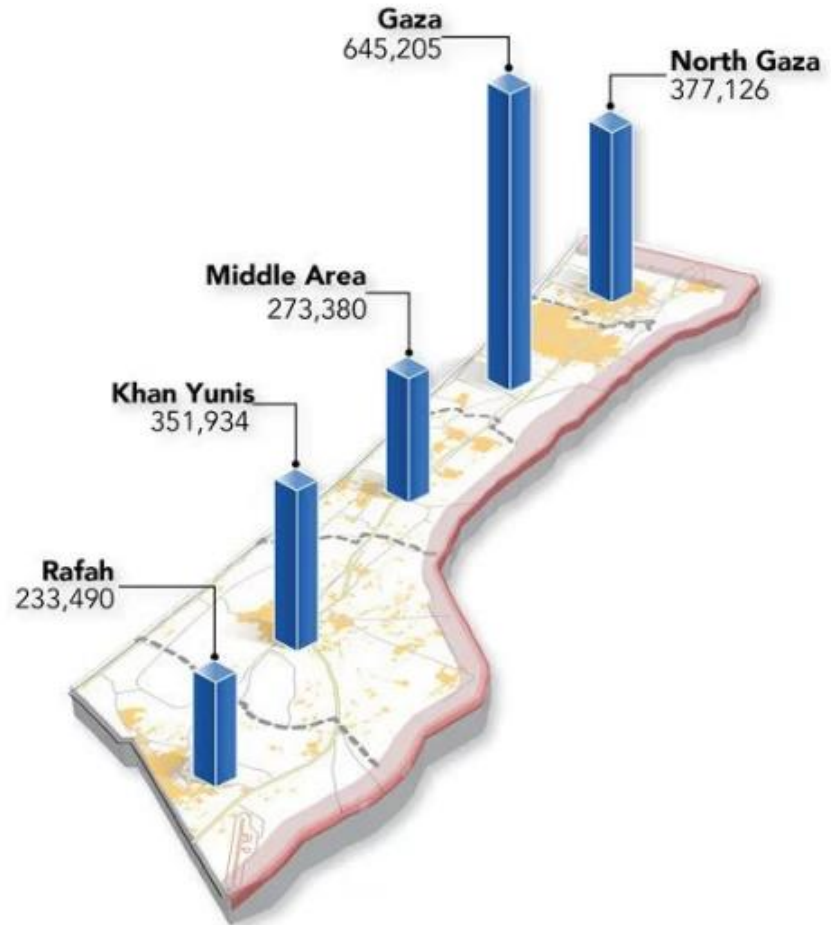 Gaza
645,205
North Gaza
377,126
Middle Area
273,380
Khan Yunis
351,934
Rafah
233,490